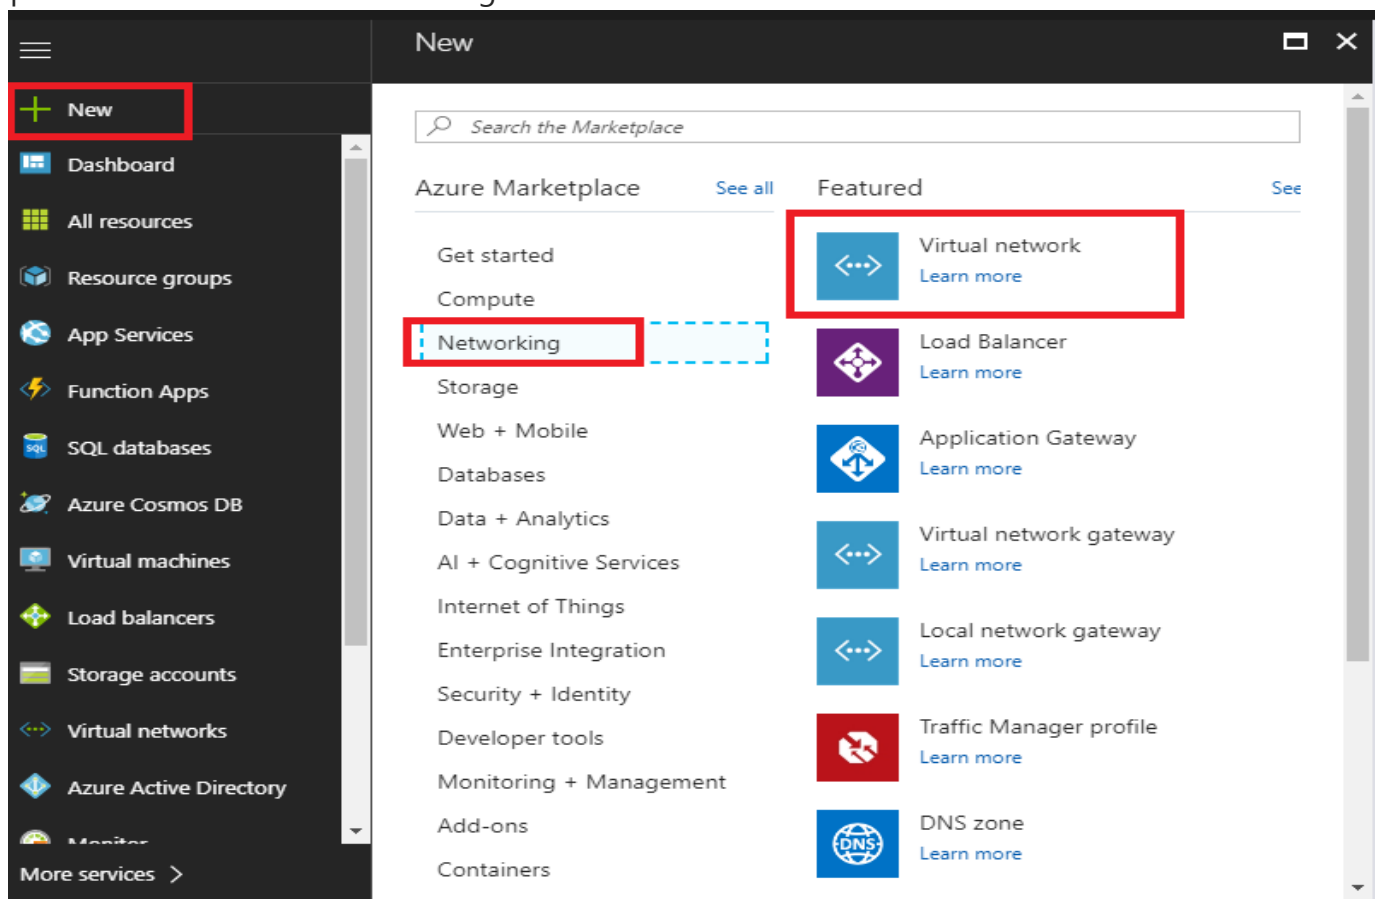 New
New
Dashboard
All resources
Resource groups
App Services
Function Apps
SQL databases
Azure Cosmos DB
Virtual machines
Load balancers
Storage accounts
Virtual networks
Azure Active Directory
Monitor
More services
Search the Marketplace
Azure Marketplace See all
Get started
Compute
Networking
Storage
Web + Mobile
Databases
Data + Analytics
AI + Cognitive Services
Internet of Things
Enterprise Integration
Security + Identity
Developer tools
Monitoring + Management
Add-ons
Containers
Featured See
Virtual network
Learn more
Load Balancer
Learn more
Application Gateway
Learn more
Virtual network gateway
Learn more
Local network gateway
Learn more
Traffic Manager profile
Learn more
DNS
DNS zone
Learn more